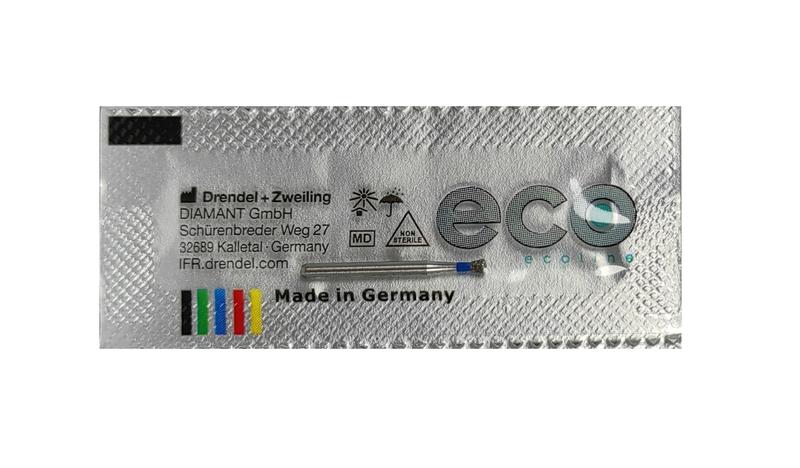 Drendel + Zweiling
DIAMANT GmbH
Schürenbreder Weg 27
32689 Kalletal · Germany
IFR.drendel.com
MD
NON
STERILE
eco
ecoline
Made in Germany